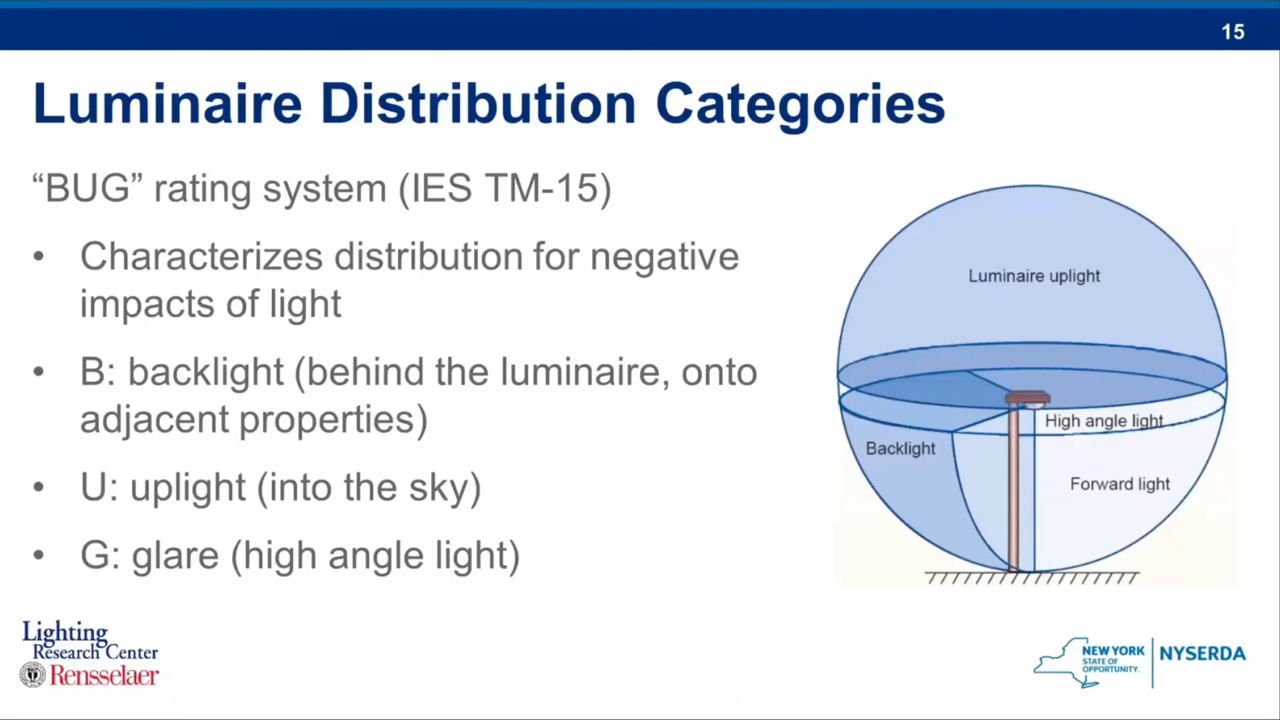 15
Luminaire Distribution Categories
“BUG” rating system (IES TM-15)
• Characterizes distribution for negative
impacts of light
• B: backlight (behind the luminaire, onto
adjacent properties)
• U: uplight (into the sky)
• G: glare (high angle light)
Luminaire uplight
High angle light
Backlight
Forward light
Lighting
Research Center
Rensselaer
NEW YORK
STATE OF
OPPORTUNITY.
NYSERDA